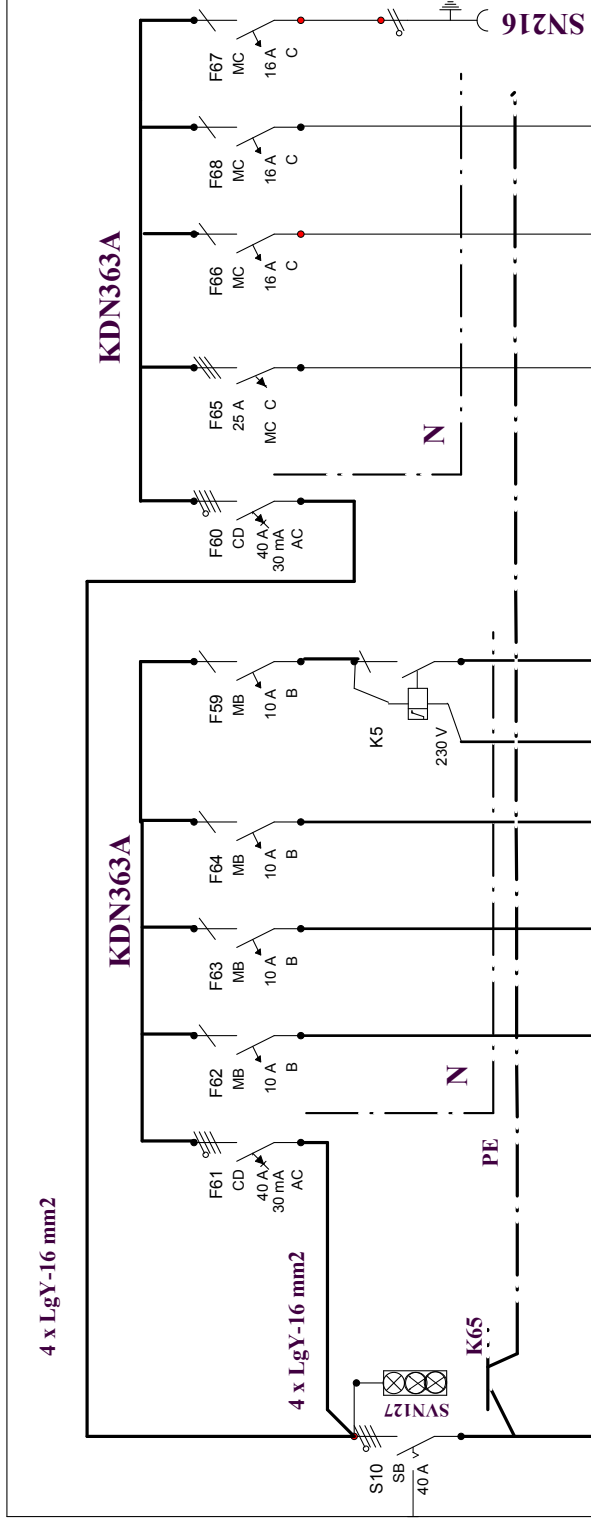 4 x LgY-16 mm2
KDN363A
KDN363A
F61
CD
40 A
30 mA
AC
F62
MB
10 A
B
F63
MB
10 A
B
F64
MB
10 A
B
F59
MB
10 A
B
F60
CD
40 A
30 mA
AC
F65
25 A
MC C
F66
MC
16 A
C
F68
MC
16 A
C
F67
MC
16 A
C
SN216
4 x LgY-16 mm2
K5
230 V
N
N
S10
SB
40 A
SVN127
K65
PE